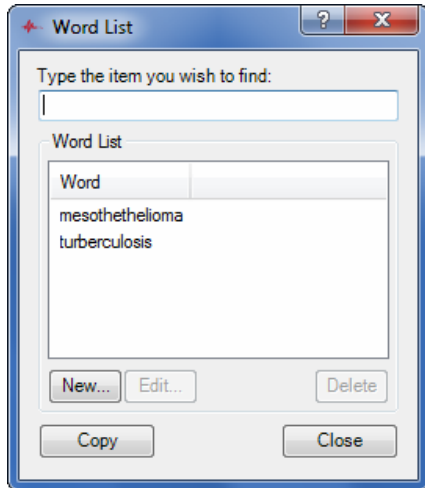 Word List
Type the item you wish to find:
Word List
Word
mesothethelioma
turberculosis
New... Edit... Delete
Copy Close